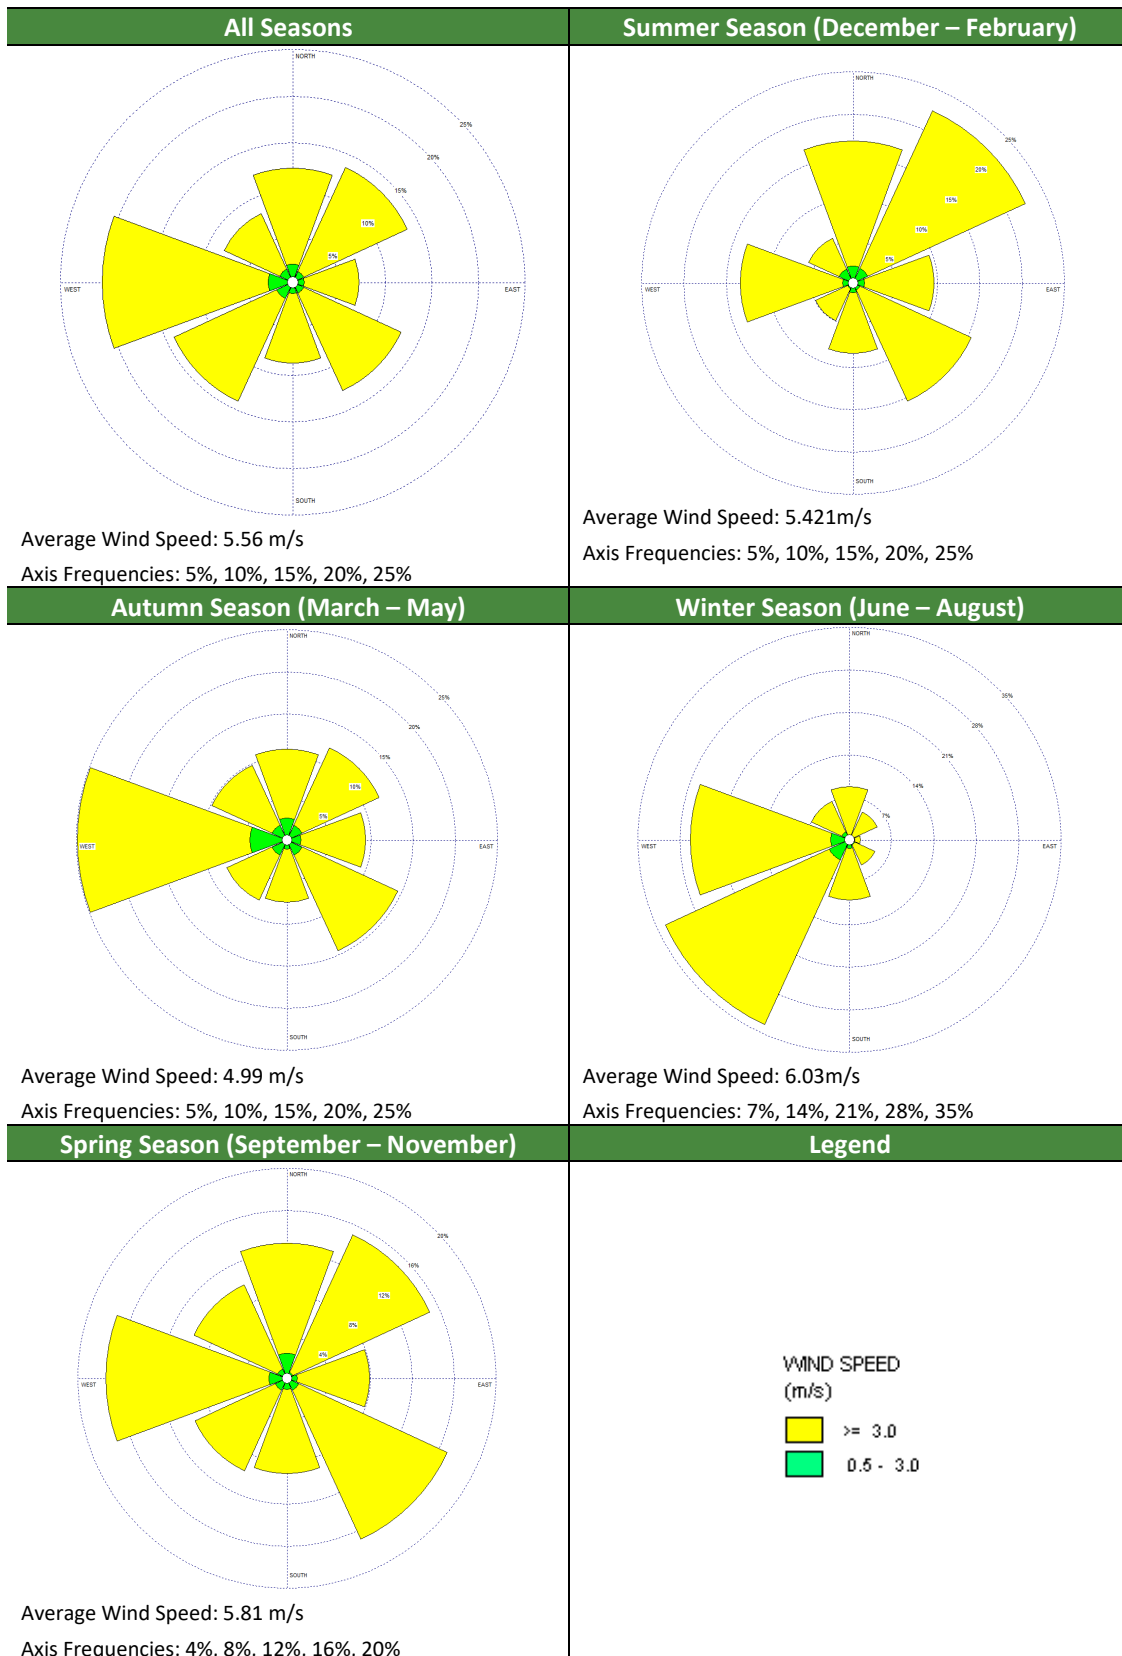 All Seasons
Summer Season (December – February)
NORTH
25%
20%
15%
10%
5%
WEST
EAST
SOUTH
Average Wind Speed: 5.56 m/s
Axis Frequencies: 5%, 10%, 15%, 20%, 25%
NORTH
25%
20%
15%
10%
5%
WEST
EAST
SOUTH
Average Wind Speed: 5.421m/s
Axis Frequencies: 5%, 10%, 15%, 20%, 25%
Autumn Season (March – May)
Winter Season (June – August)
NORTH
25%
20%
15%
10%
5%
WEST
EAST
SOUTH
Average Wind Speed: 4.99 m/s
Axis Frequencies: 5%, 10%, 15%, 20%, 25%
NORTH
35%
28%
21%
14%
7%
WEST
EAST
SOUTH
Average Wind Speed: 6.03m/s
Axis Frequencies: 7%, 14%, 21%, 28%, 35%
Spring Season (September – November)
Legend
NORTH
20%
16%
12%
8%
4%
WEST
EAST
SOUTH
Average Wind Speed: 5.81 m/s
Axis Frequencies: 4%, 8%, 12%, 16%, 20%
WIND SPEED
(m/s)
>= 3.0
0.5 - 3.0